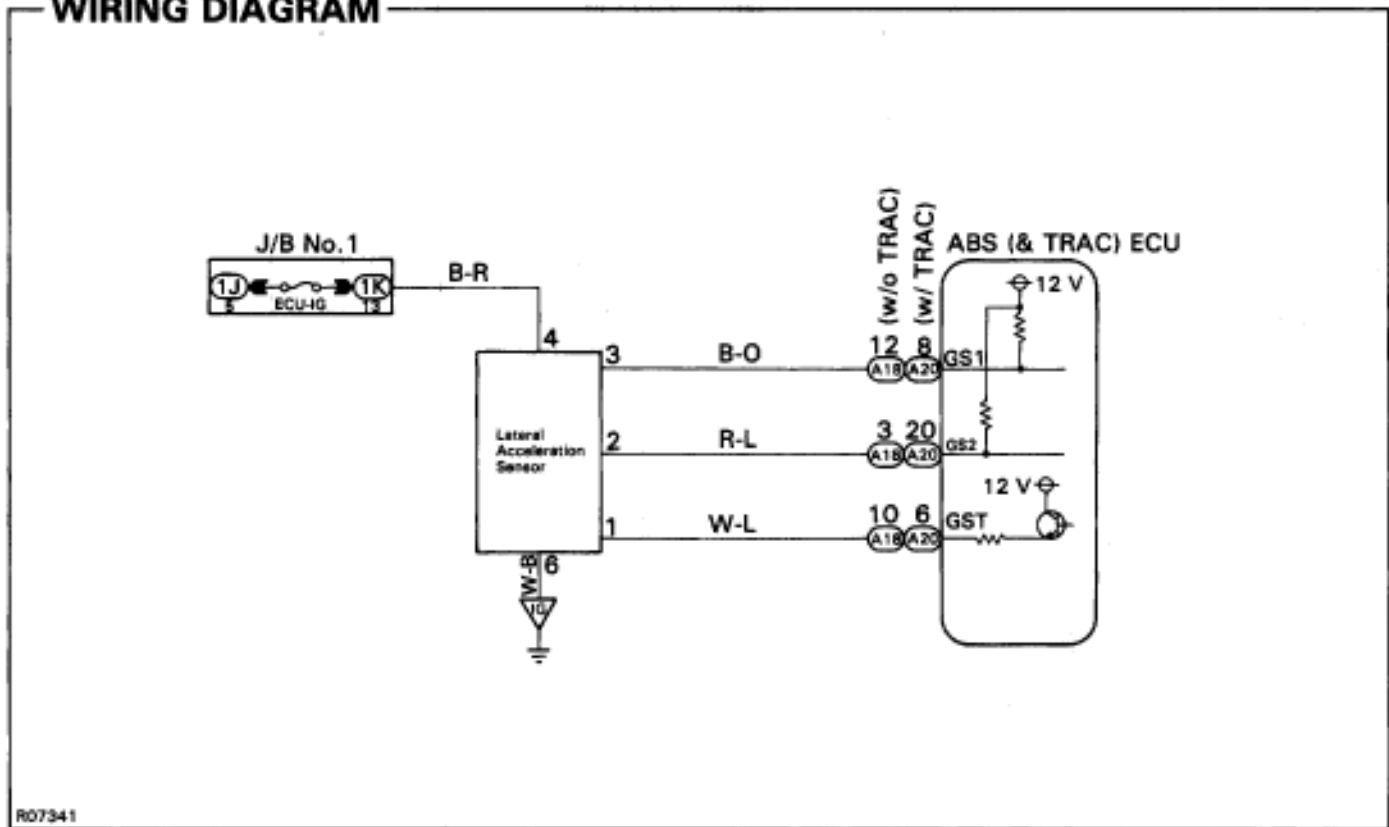 WIRING DIAGRAM
J/B No.1
1J
5
ECU-IG
1K
13
B-R
4
Lateral
Acceleration
Sensor
3
B-O
2
R-L
1
W-L
W-B
6
12 (w/o TRAC)
8 (w/ TRAC)
A18
A20
GS1
3
20
A18
A20
GS2
10
6
A18
A20
GST
ABS (& TRAC) ECU
12 V
12 V
R07341